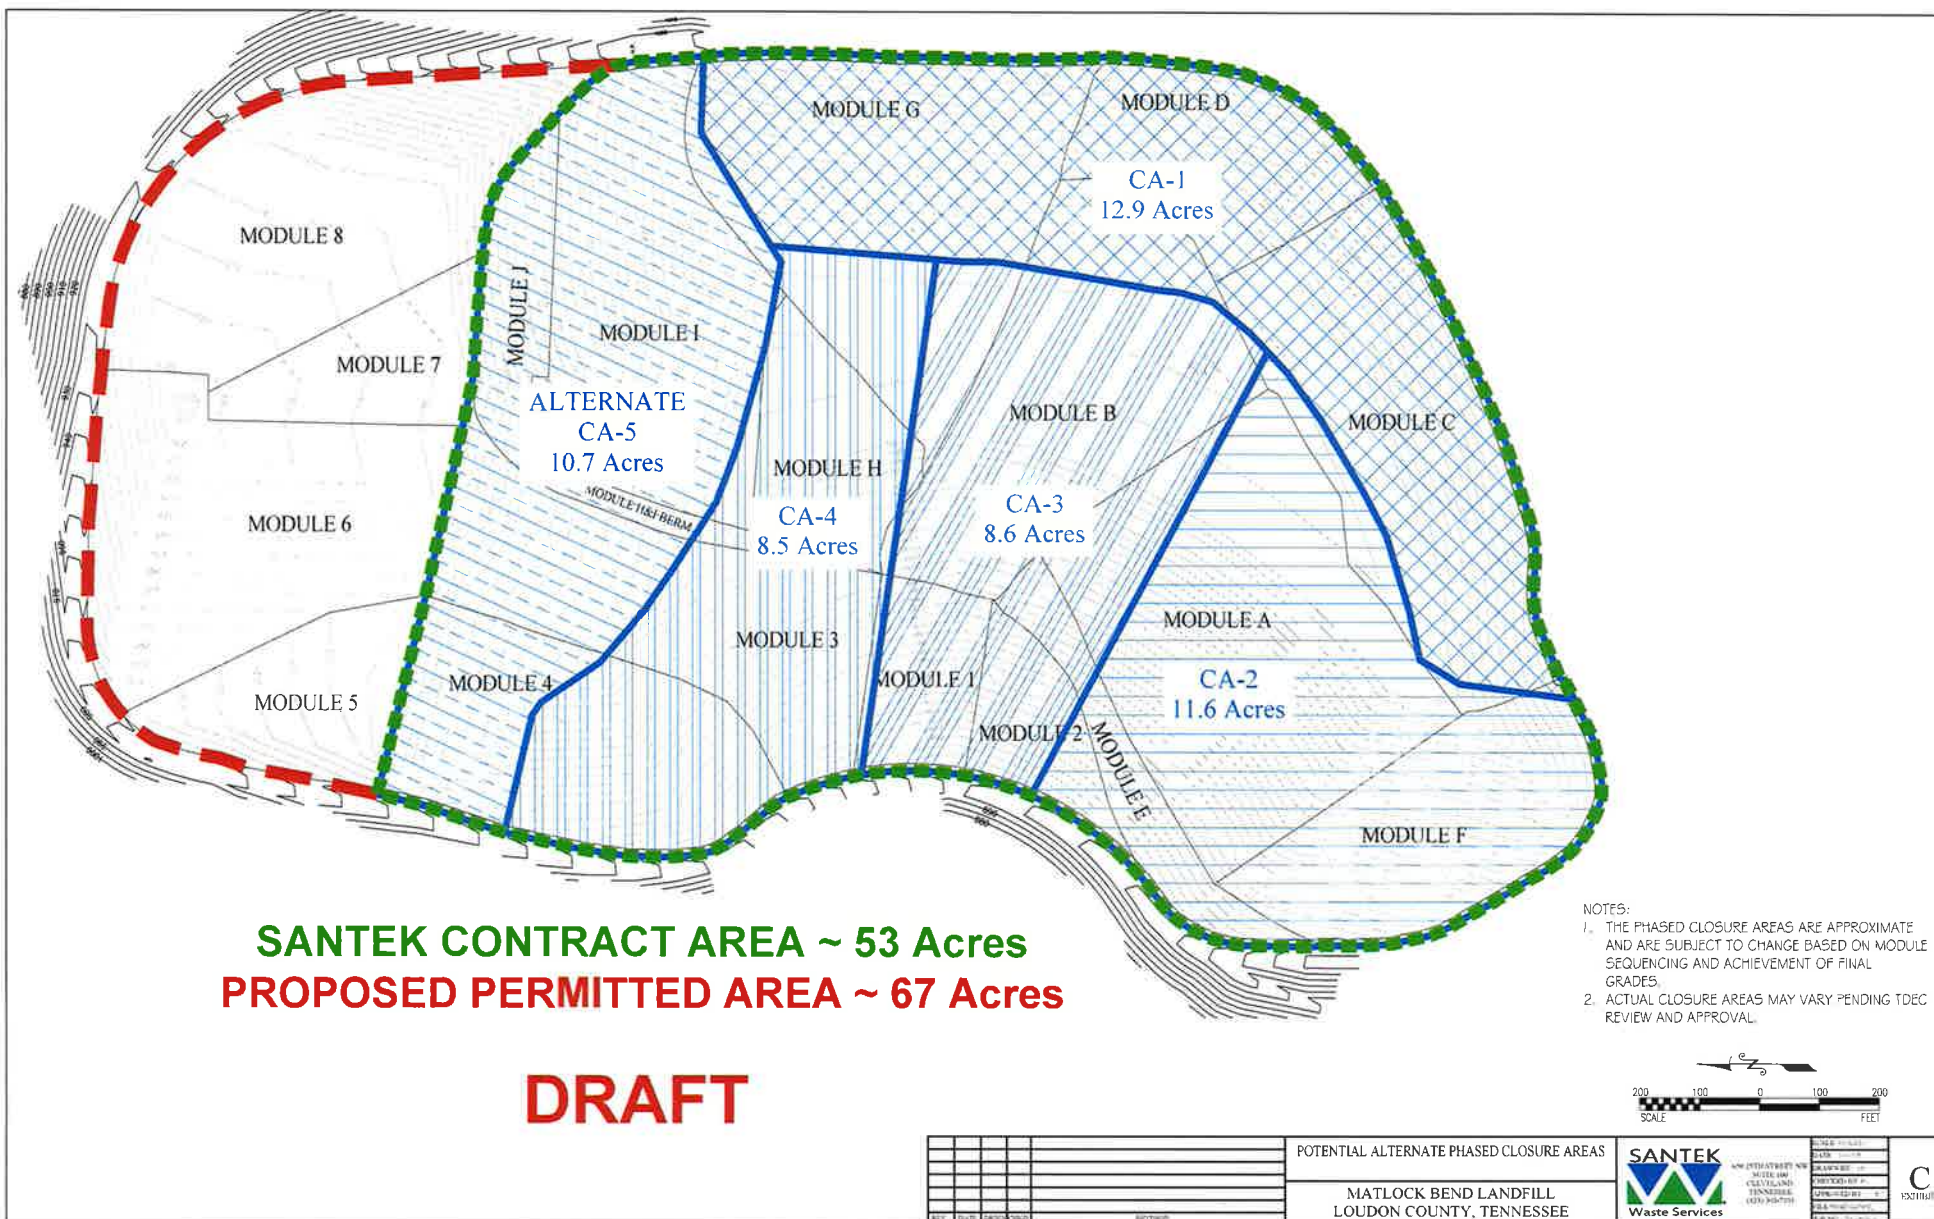 MODULE G
MODULE D
CA-1
12.9 Acres
MODULE 8
MODULE J
MODULE I
MODULE 7
ALTERNATE
CA-5
10.7 Acres
MODULE B
MODULE C
MODULE H
MODULE H&I BERM
CA-4
8.5 Acres
CA-3
8.6 Acres
MODULE 6
MODULE A
MODULE 3
MODULE 4
MODULE 1
CA-2
11.6 Acres
MODULE 5
MODULE 2
MODULE E
MODULE F
SANTEK CONTRACT AREA ~ 53 Acres
PROPOSED PERMITTED AREA ~ 67 Acres
DRAFT
NOTES:
1. THE PHASED CLOSURE AREAS ARE APPROXIMATE
AND ARE SUBJECT TO CHANGE BASED ON MODULE
SEQUENCING AND ACHIEVEMENT OF FINAL
GRADES.
2. ACTUAL CLOSURE AREAS MAY VARY PENDING TDEC
REVIEW AND APPROVAL.
200 100 0 100 200
SCALE FEET
POTENTIAL ALTERNATE PHASED CLOSURE AREAS
MATLOCK BEND LANDFILL
LOUDON COUNTY, TENNESSEE
SANTEK
Waste Services
CLEVELAND
TENNESSEE
C